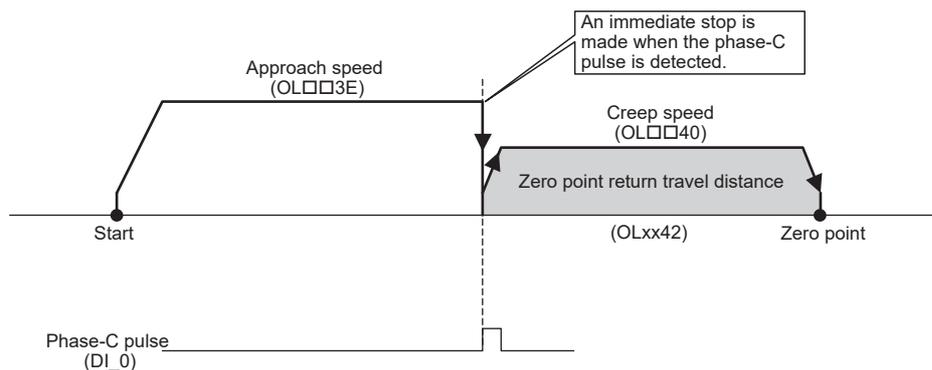 An immediate stop is
made when the phase-C
pulse is detected.
Approach speed
(OL□□3E)
Creep speed
(OL□□40)
Zero point return travel distance
Start
(OLxx42)
Zero point
Phase-C pulse
(DI_0)